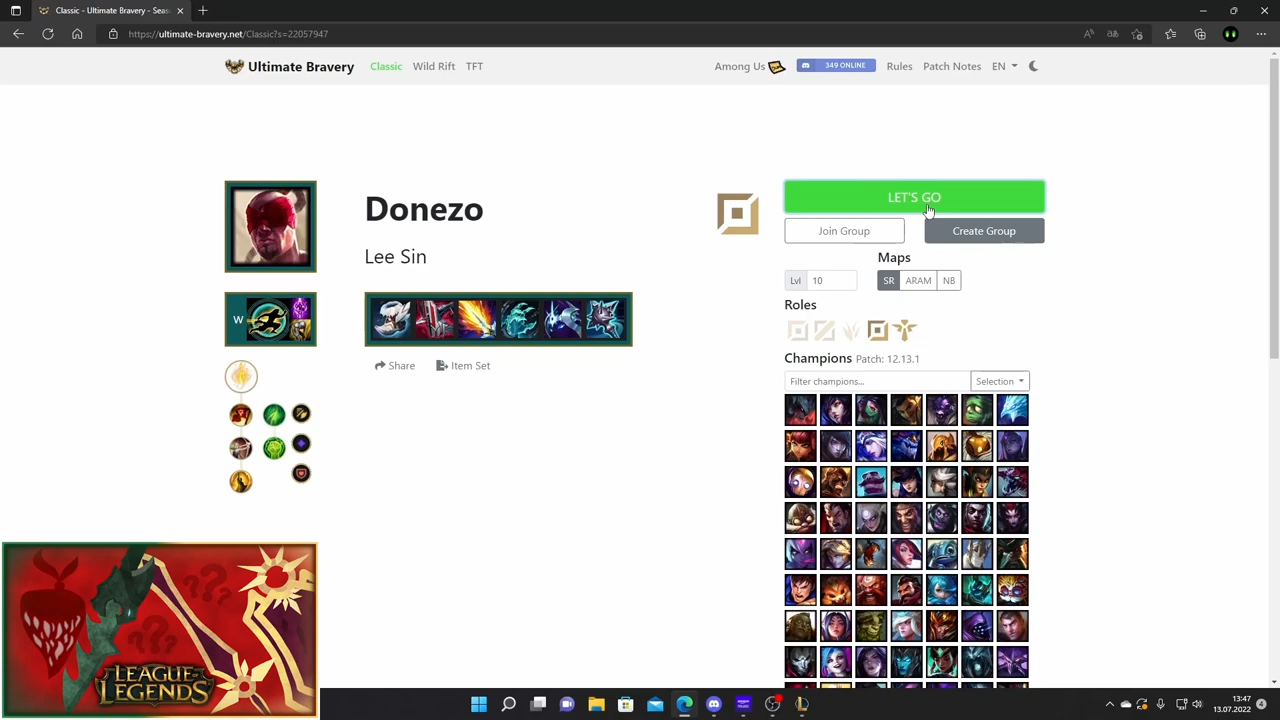 Classic - Ultimate Bravery - Seas
https://ultimate-bravery.net/Classic?s=22057947
Ultimate Bravery
Classic
Wild Rift
TFT
Among Us
349 ONLINE
Rules
Patch Notes
EN
Donezo
Lee Sin
W
Share
Item Set
LET'S GO
Join Group
Create Group
Maps
Lvl 10
SR
ARAM
NB
Roles
Champions Patch: 12.13.1
Filter champions...
Selection
LEAGUE OF
LEGENDS
13:47
13.07.2022
4